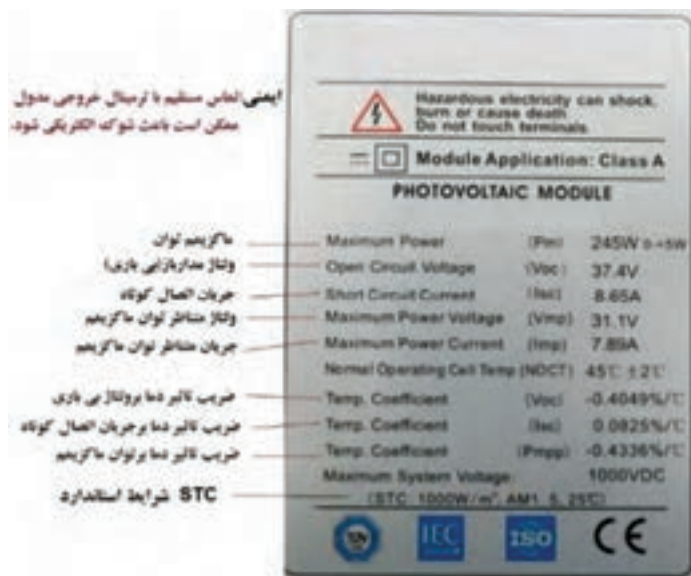 ایمنی: تماس مستقیم با ترمینال خروجی مدول
ممکن است باعث شوک الکتریکی شود.
Hazardous electricity can shock,
burn or cause death.
Do not touch terminals.
Module Application: Class A
PHOTOVOLTAIC MODULE
ماکزیمم توان
Maximum Power (Pm) 245W 0~+5W
ولتاژ مدارباز(بی باری)
Open Circuit Voltage (Voc) 37.4V
جریان اتصال کوتاه
Short Circuit Current (Isc) 8.65A
ولتاژ متناظر توان ماکزیمم
Maximum Power Voltage (Vmp) 31.1V
جریان متناظر توان ماکزیمم
Maximum Power Current (Imp) 7.89A
Normal Operating Cell Temp (NOCT) 45℃ ±2℃
ضریب تاثیر دما برولتاژ بی باری
Temp. Coefficient (Voc) -0.4049%/℃
ضریب تاثیر دما برجریان اتصال کوتاه
Temp. Coefficient (Isc) 0.0825%/℃
ضریب تاثیر دما برتوان ماکزیمم
Temp. Coefficient (Pmpp) -0.4336%/℃
Maximum System Voltage 1000VDC
STC شرایط استاندارد
(STC 1000W/m², AM1.5, 25℃)
TÜV
IEC
ISO
CE